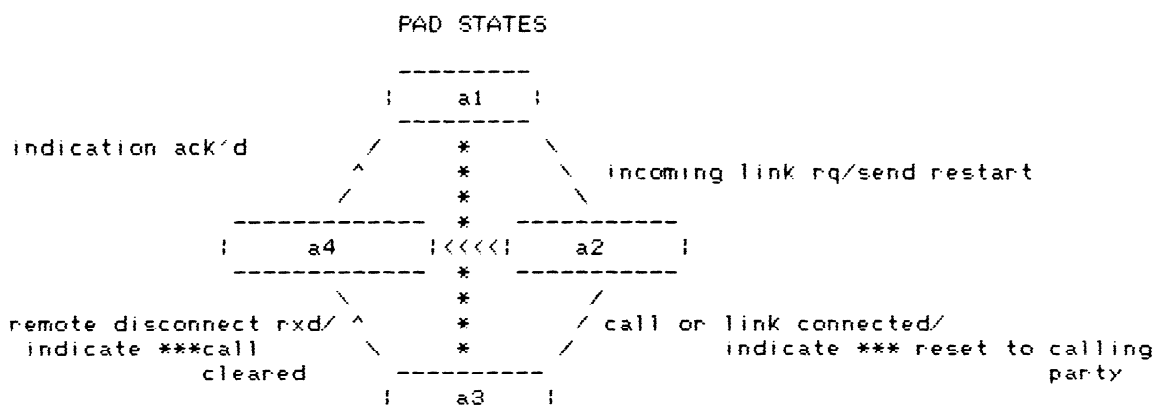 PAD STATES
a1
indication ack'd
incoming link rq/send restart
a4 <<<< a2
remote disconnect rxd/ call or link connected/
indicate ***call indicate *** reset to calling
cleared party
a3